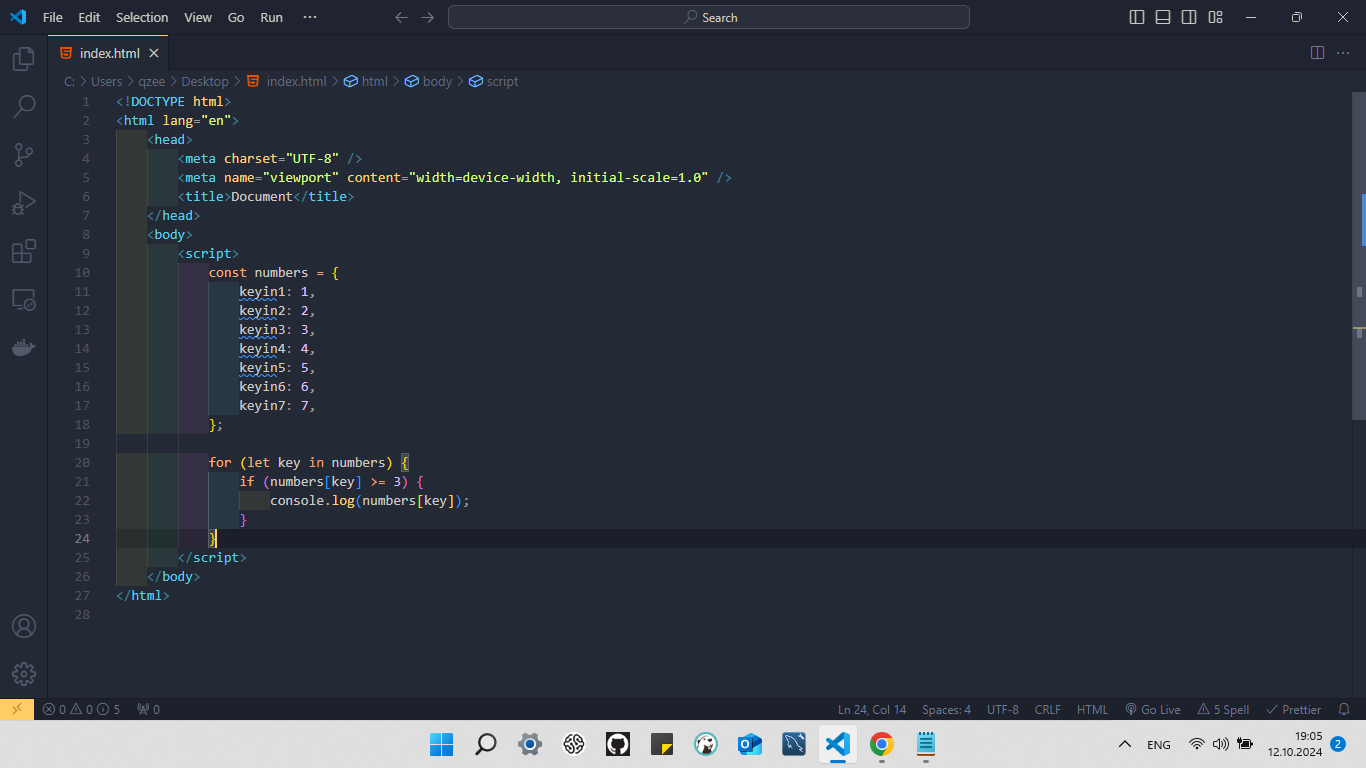 File Edit Selection View Go Run ···
Search
index.html
C: > Users > qzee > Desktop > index.html > html > body > script
1 <!DOCTYPE html>
2 <html lang="en">
3 <head>
4 <meta charset="UTF-8" />
5 <meta name="viewport" content="width=device-width, initial-scale=1.0" />
6 <title>Document</title>
7 </head>
8 <body>
9 <script>
10 const numbers = {
11 keyin1: 1,
12 keyin2: 2,
13 keyin3: 3,
14 keyin4: 4,
15 keyin5: 5,
16 keyin6: 6,
17 keyin7: 7,
18 };
19
20 for (let key in numbers) {
21 if (numbers[key] >= 3) {
22 console.log(numbers[key]);
23 }
24 }
25 </script>
26 </body>
27 </html>
28
0 0 5 0 Ln 24, Col 14 Spaces: 4 UTF-8 CRLF HTML Go Live 5 Spell Prettier
ENG 19:05 2
12.10.2024